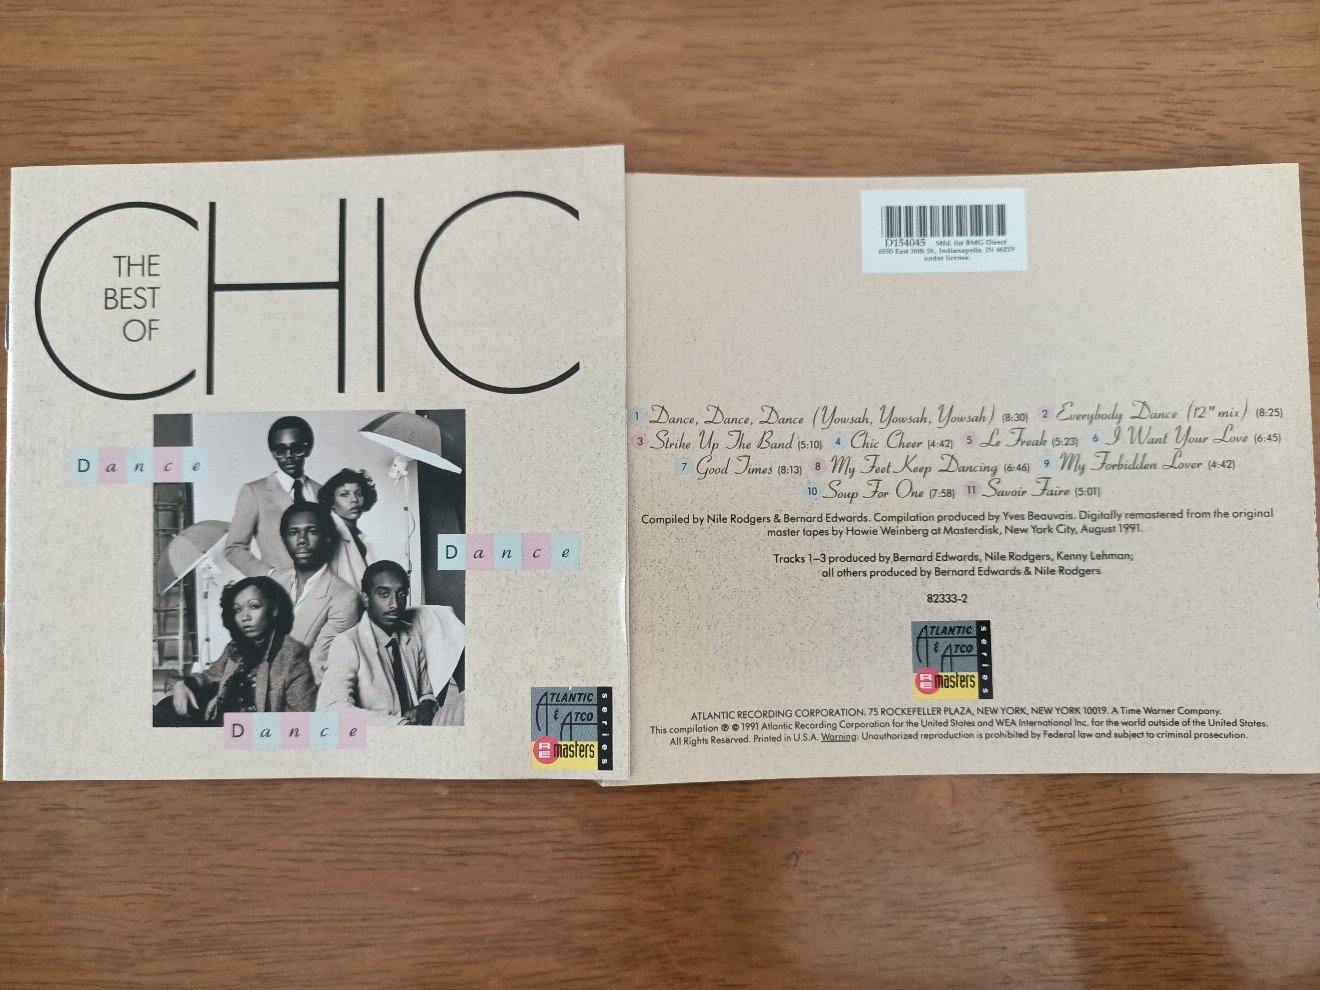 THE
BEST
OF
CHIC
Dance
Dance
Dance
ATLANTIC
& ATCO
RE masters
series
D154045 Mfd. for BMG Direct
6550 East 30th St., Indianapolis, IN 46219
under license.
1 Dance, Dance, Dance (Yowsah, Yowsah, Yowsah) (8:30) 2 Everybody Dance (12" mix) (8:25)
3 Strike Up The Band (5:10) 4 Chic Cheer (4:42) 5 Le Freak (5:23) 6 I Want Your Love (6:45)
7 Good Times (8:13) 8 My Feet Keep Dancing (6:46) 9 My Forbidden Lover (4:42)
10 Soup For One (7:58) 11 Savoir Faire (5:01)
Compiled by Nile Rodgers & Bernard Edwards. Compilation produced by Yves Beauvais. Digitally remastered from the original
master tapes by Howie Weinberg at Masterdisk, New York City, August 1991.
Tracks 1–3 produced by Bernard Edwards, Nile Rodgers, Kenny Lehman;
all others produced by Bernard Edwards & Nile Rodgers
82333-2
ATLANTIC
& ATCO
RE masters
series
ATLANTIC RECORDING CORPORATION. 75 ROCKEFELLER PLAZA, NEW YORK, NEW YORK 10019. A Time Warner Company.
This compilation ℗ © 1991 Atlantic Recording Corporation for the United States and WEA International Inc. for the world outside of the United States.
All Rights Reserved. Printed in U.S.A. Warning: Unauthorized reproduction is prohibited by Federal law and subject to criminal prosecution.